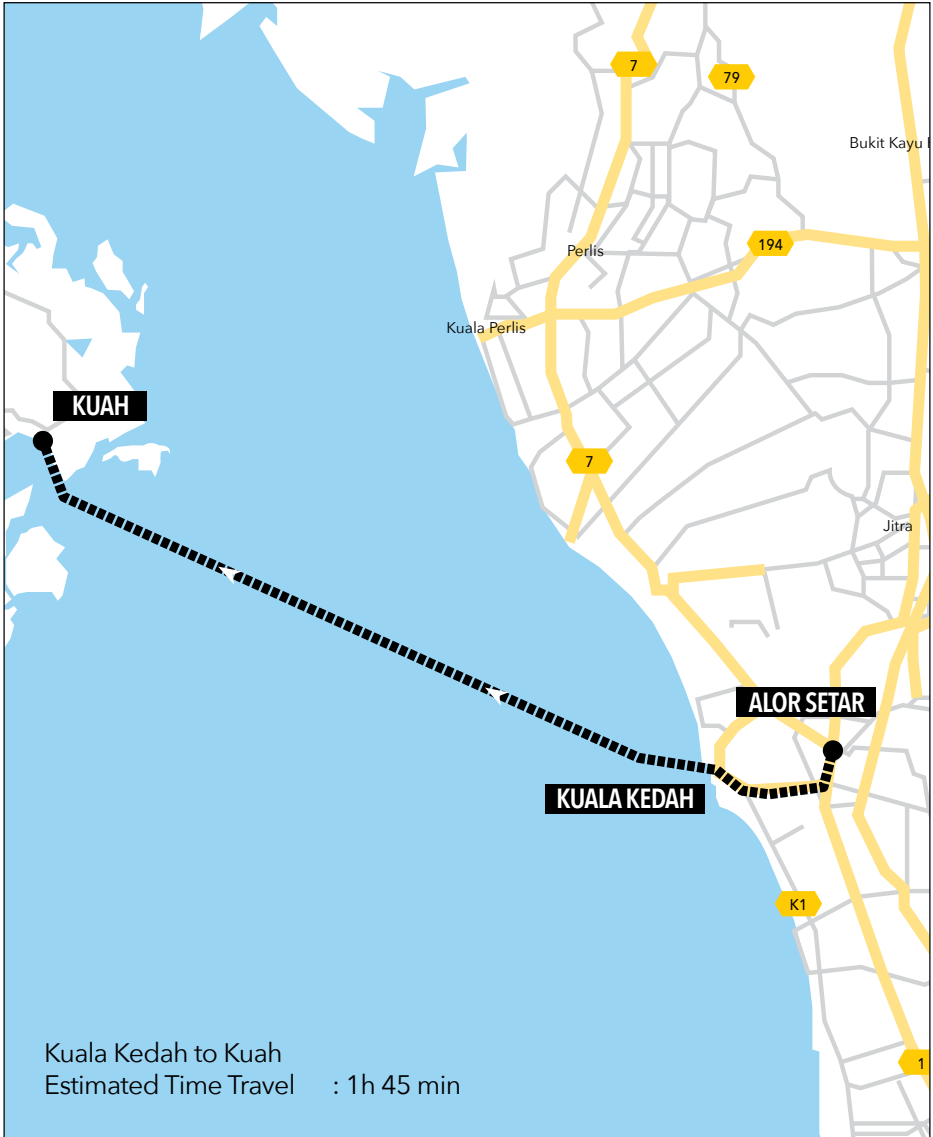 7
79
Bukit Kayu
194
Perlis
Kuala Perlis
KUAH
7
Jitra
ALOR SETAR
KUALA KEDAH
K1
Kuala Kedah to Kuah
Estimated Time Travel : 1h 45 min
1